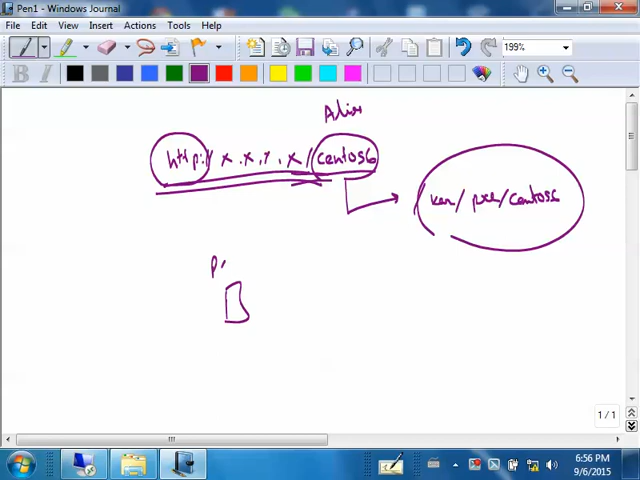 Pen1 - Windows Journal
File Edit View Insert Actions Tools Help
B I 199%
Alias
http:/ x.x.x.x/centos6
/var/ pxe/centos6
P
1 / 1
6:56 PM
9/6/2015